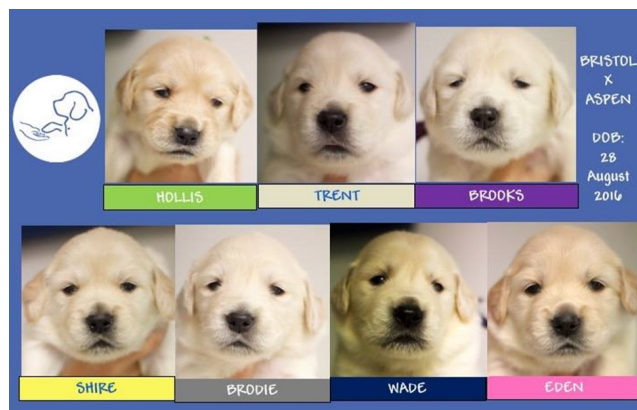 HOLLIS
TRENT
BROOKS
BRISTOL
X
ASPEN
DOB:
28
August
2016
SHIRE
BRODIE
WADE
EDEN